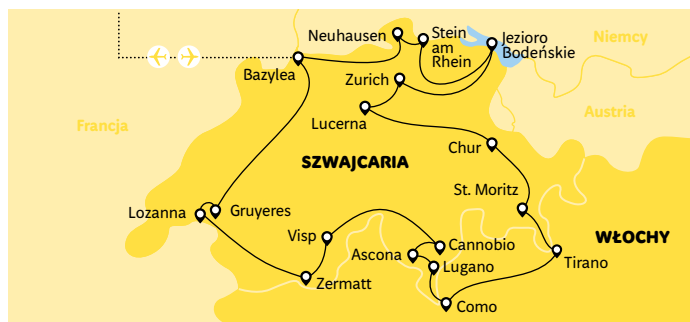 Neuhausen
Stein
am
Rhein
Jezioro
Bodeńskie
Niemcy
Bazylea
Zurich
Francja
Lucerna
Austria
Chur
SZWAJCARIA
St. Moritz
Lozanna
Gruyeres
Visp
Cannobio
WŁOCHY
Ascona
Lugano
Tirano
Zermatt
Como